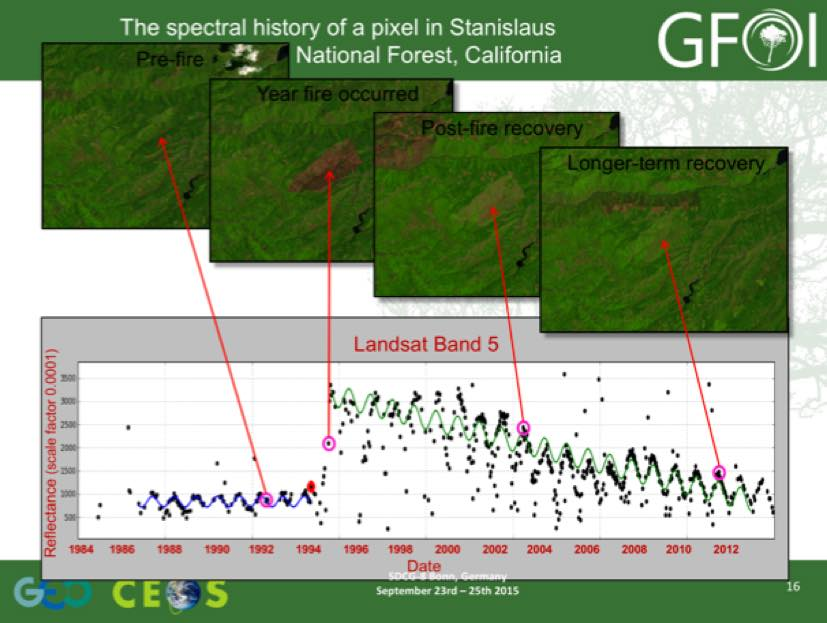 The spectral history of a pixel in Stanislaus
National Forest, California
GFOI
Pre-fire
Year fire occurred
Post-fire recovery
Longer-term recovery
Landsat Band 5
Reflectance (scale factor 0.0001)
3500
3000
2500
2000
1500
1000
500
1984 1986 1988 1990 1992 1994 1996 1998 2000 2002 2004 2006 2008 2010 2012
Date
SDCG-8 Bonn, Germany
September 23rd – 25th 2015
GEO CEOS
16